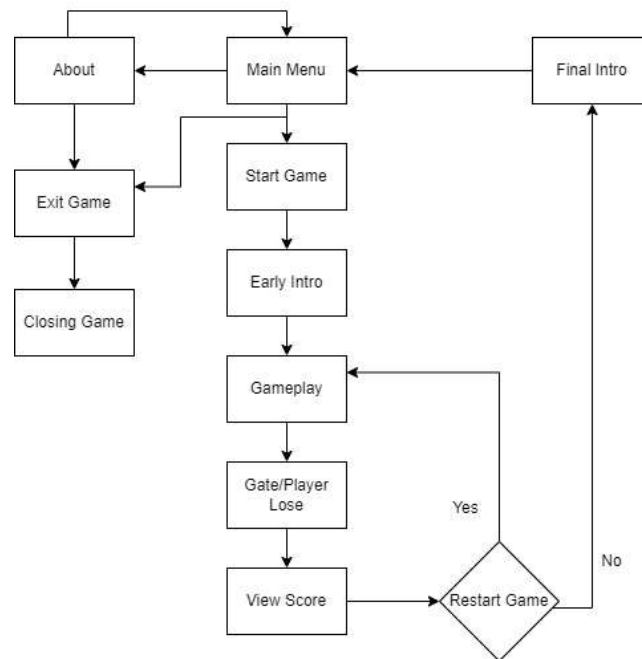 About
Main Menu
Final Intro
Exit Game
Start Game
Early Intro
Closing Game
Gameplay
Gate/Player
Lose
Yes
No
View Score
Restart Game